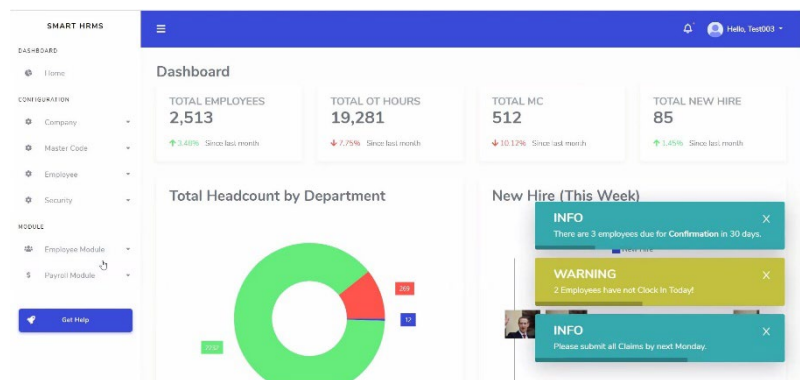 SMART HRMS
Hello, Test003
DASHBOARD
Home
CONFIGURATION
Company
Master Code
Employee
Security
MODULE
Employee Module
$ Payroll Module
Get Help
Dashboard
TOTAL EMPLOYEES
2,513
3.48% Since last month
TOTAL OT HOURS
19,281
7.75% Since last month
TOTAL MC
512
10.12% Since last month
TOTAL NEW HIRE
85
1.45% Since last month
Total Headcount by Department
269
12
New Hire (This Week)
New Hire
INFO X
There are 3 employees due for Confirmation in 30 days.
WARNING X
2 Employees have not Clock In Today!
INFO X
Please submit all Claims by next Monday.